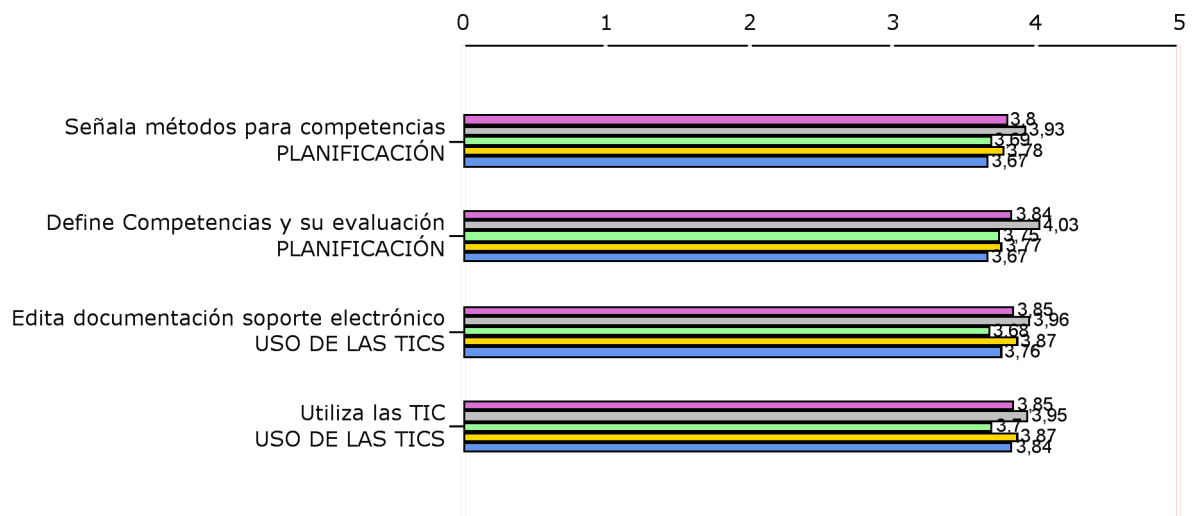 0 1 2 3 4 5
Señala métodos para competencias
PLANIFICACIÓN
3,8
3,93
3,69
3,78
3,67
Define Competencias y su evaluación
PLANIFICACIÓN
3,84
4,03
3,75
3,77
3,67
Edita documentación soporte electrónico
USO DE LAS TICS
3,85
3,96
3,68
3,87
3,76
Utiliza las TIC
USO DE LAS TICS
3,85
3,95
3,7
3,87
3,84